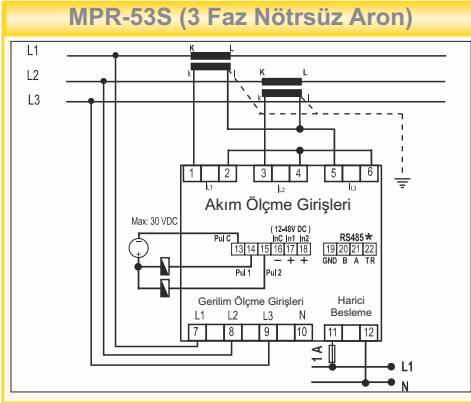 MPR-53S (3 Faz Nötrsüz Aron)
L1
K L
L2
k l
K L
L3
k l
1 2 3 4 5 6
L1 L2 L3
Akım Ölçme Girişleri
Max: 30 VDC
( 12-48V DC )
Pul C
InC In1 In2
RS485*
13 14 15 16 17 18
19 20 21 22
− + +
GND B A TR
Pul 1 Pul 2
Gerilim Ölçme Girişleri
Harici
Besleme
L1 L2 L3 N
7 8 9 10 11 12
1 A
L1
N